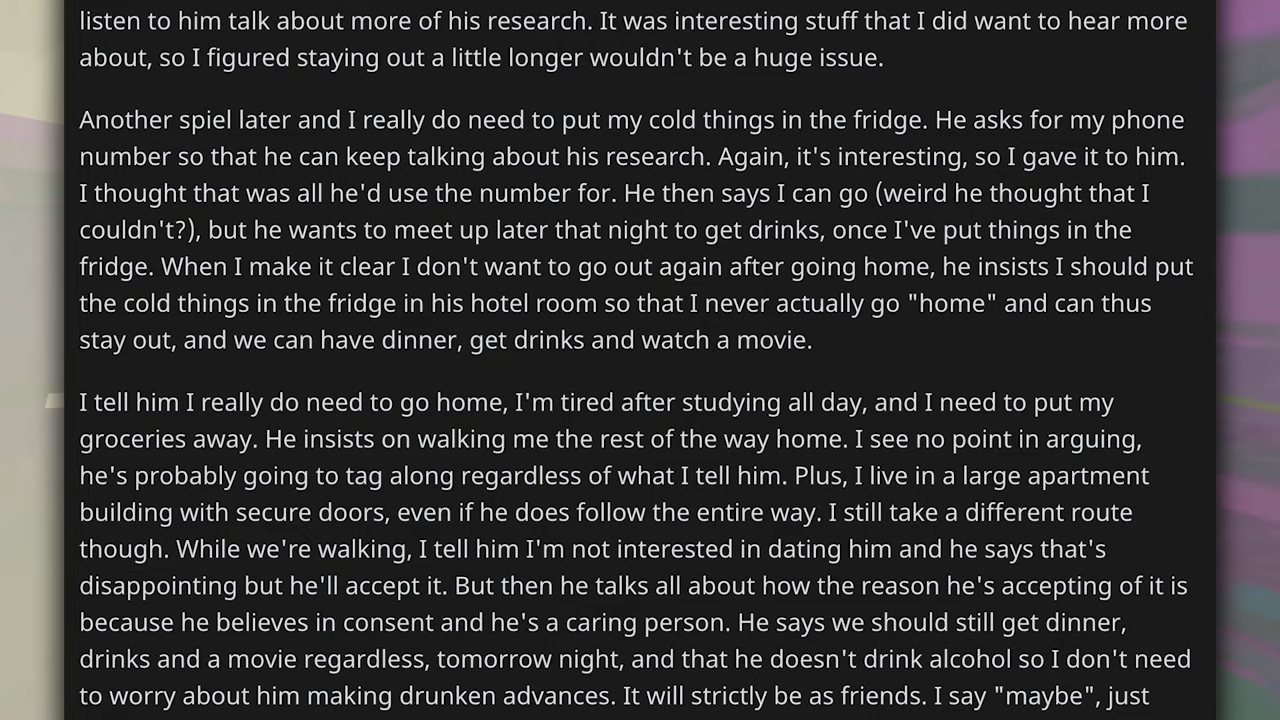 listen to him talk about more of his research. It was interesting stuff that I did want to hear more
about, so I figured staying out a little longer wouldn't be a huge issue.
Another spiel later and I really do need to put my cold things in the fridge. He asks for my phone
number so that he can keep talking about his research. Again, it's interesting, so I gave it to him.
I thought that was all he'd use the number for. He then says I can go (weird he thought that I
couldn't?), but he wants to meet up later that night to get drinks, once I've put things in the
fridge. When I make it clear I don't want to go out again after going home, he insists I should put
the cold things in the fridge in his hotel room so that I never actually go "home" and can thus
stay out, and we can have dinner, get drinks and watch a movie.
I tell him I really do need to go home, I'm tired after studying all day, and I need to put my
groceries away. He insists on walking me the rest of the way home. I see no point in arguing,
he's probably going to tag along regardless of what I tell him. Plus, I live in a large apartment
building with secure doors, even if he does follow the entire way. I still take a different route
though. While we're walking, I tell him I'm not interested in dating him and he says that's
disappointing but he'll accept it. But then he talks all about how the reason he's accepting of it is
because he believes in consent and he's a caring person. He says we should still get dinner,
drinks and a movie regardless, tomorrow night, and that he doesn't drink alcohol so I don't need
to worry about him making drunken advances. It will strictly be as friends. I say "maybe", just